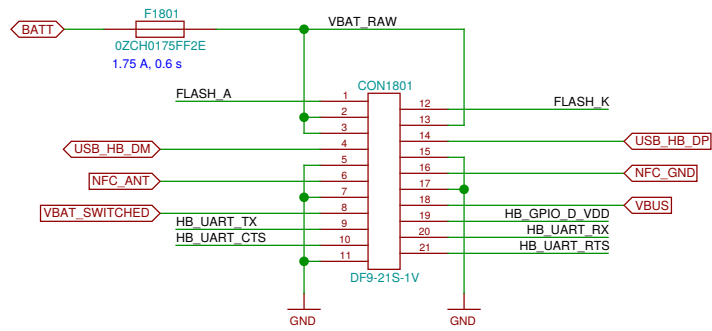 F1801
BATT
VBAT_RAW
0ZCH0175FF2E
1.75 A, 0.6 s
CON1801
FLASH_A 1
12 FLASH_K
2
13
3
14 USB_HB_DP
USB_HB_DM 4
15
5
16 NFC_GND
NFC_ANT 6
17
7
18 VBUS
VBAT_SWITCHED 8
19 HB_GPIO_D_VDD
HB_UART_TX 9
20 HB_UART_RX
HB_UART_CTS 10
21 HB_UART_RTS
11
DF9-21S-1V
GND GND